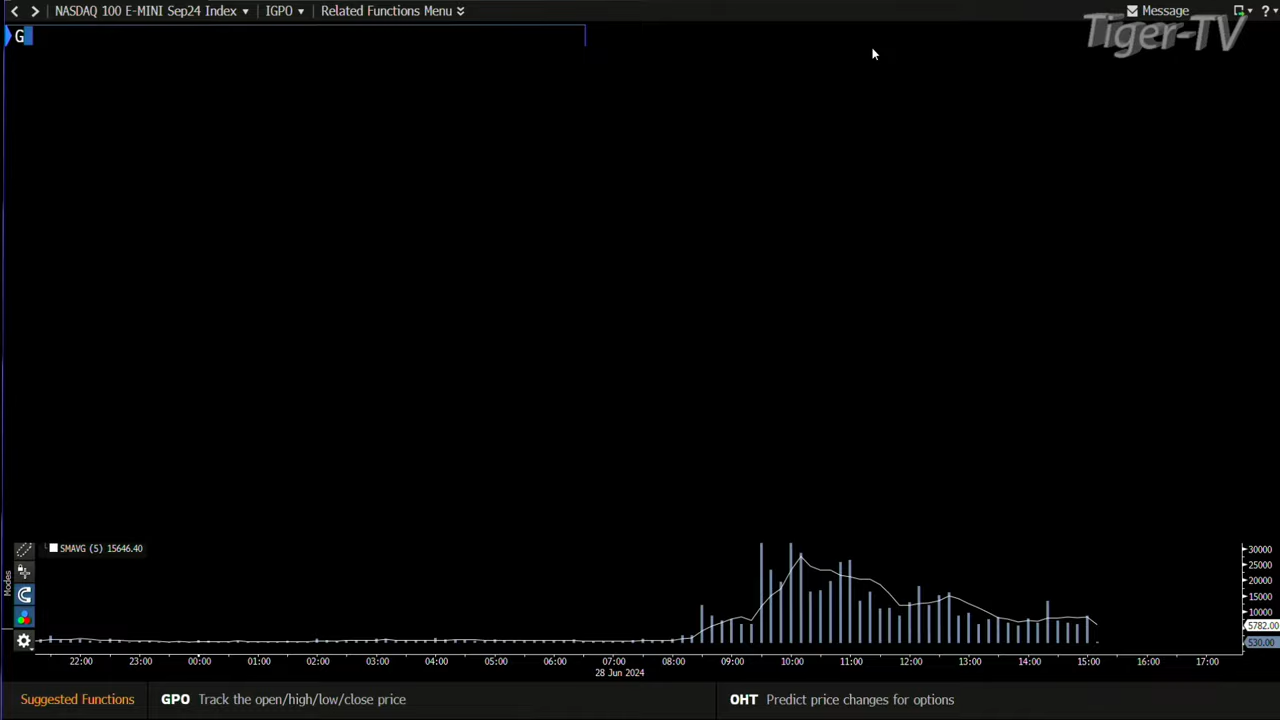 NASDAQ 100 E-MINI Sep24 Index IGPO Related Functions Menu Message ?
Tiger-TV
G
SMAVG (5) 15646.40
Modes
30000
25000
20000
15000
10000
5782.00
530.00
22:00 23:00 00:00 01:00 02:00 03:00 04:00 05:00 06:00 07:00 08:00 09:00 10:00 11:00 12:00 13:00 14:00 15:00 16:00 17:00
28 Jun 2024
Suggested Functions GPO Track the open/high/low/close price OHT Predict price changes for options